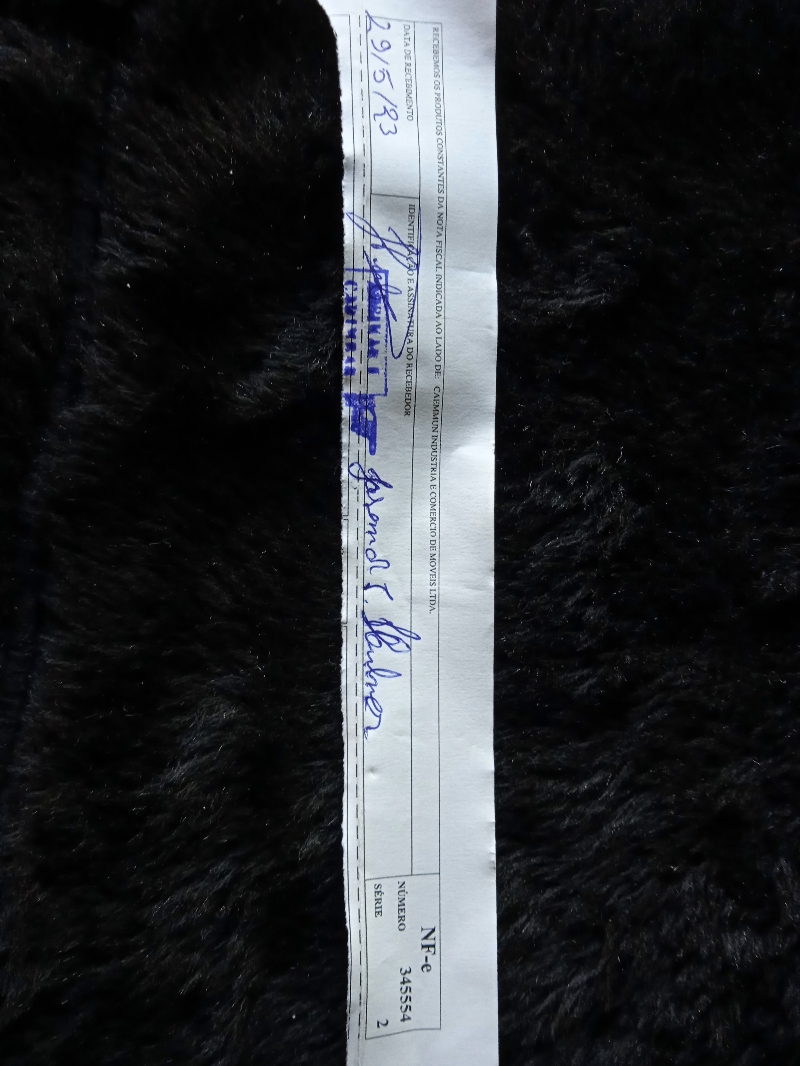 RECEBEMOS OS PRODUTOS CONSTANTES DA NOTA FISCAL INDICADA AO LADO DE: CAEMMUN INDUSTRIA E COMERCIO DE MOVEIS LTDA.
NF-e
DATA DE RECEBIMENTO
IDENTIFICAÇÃO E ASSINATURA DO RECEBEDOR
NÚMERO 345554
SÉRIE 2
29/5/23